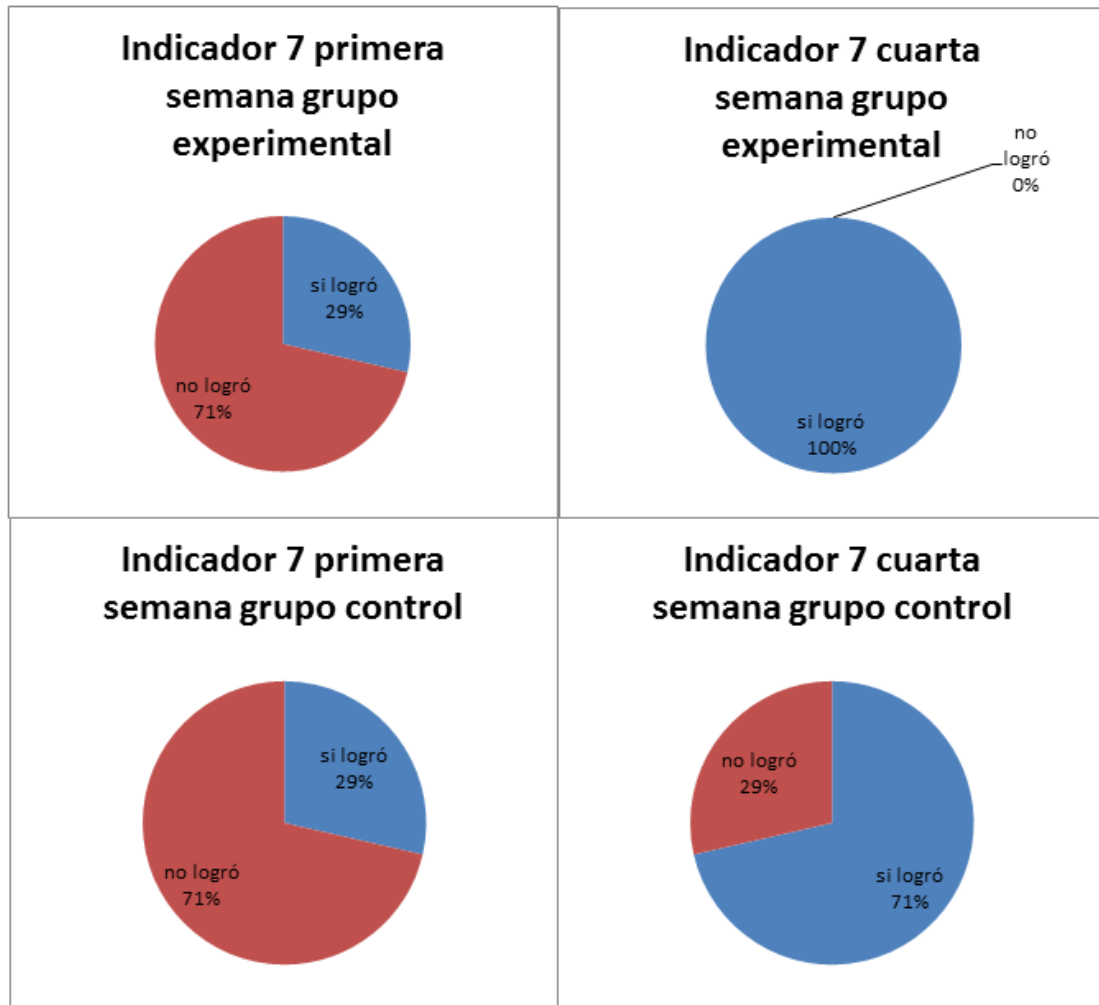 Indicador 7 primera
semana grupo
experimental
si logró
29%
no logró
71%
Indicador 7 cuarta
semana grupo
experimental
no
logró
0%
si logró
100%
Indicador 7 primera
semana grupo control
si logró
29%
no logró
71%
Indicador 7 cuarta
semana grupo control
no logró
29%
si logró
71%